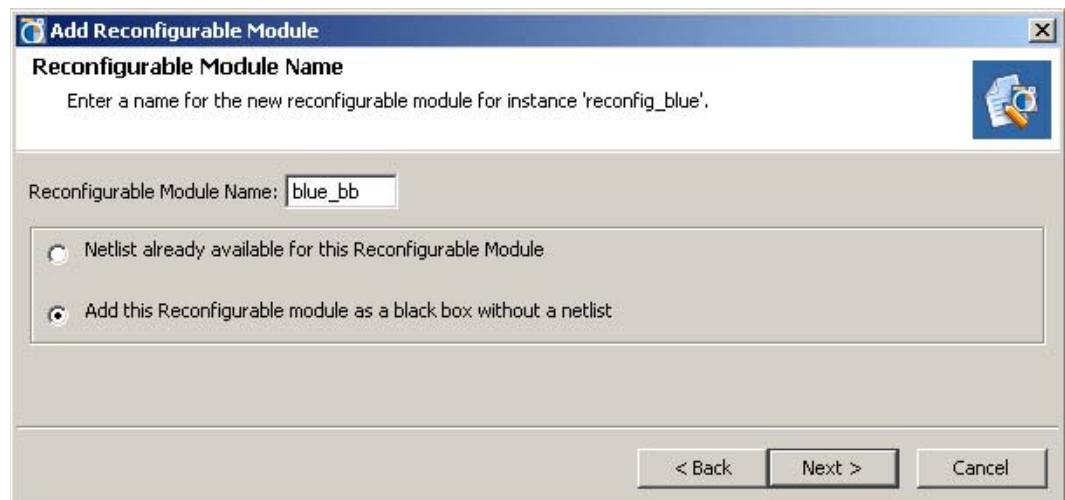 Add Reconfigurable Module
Reconfigurable Module Name
Enter a name for the new reconfigurable module for instance 'reconfig_blue'.
Reconfigurable Module Name: blue_bb
Netlist already available for this Reconfigurable Module
Add this Reconfigurable module as a black box without a netlist
< Back Next > Cancel